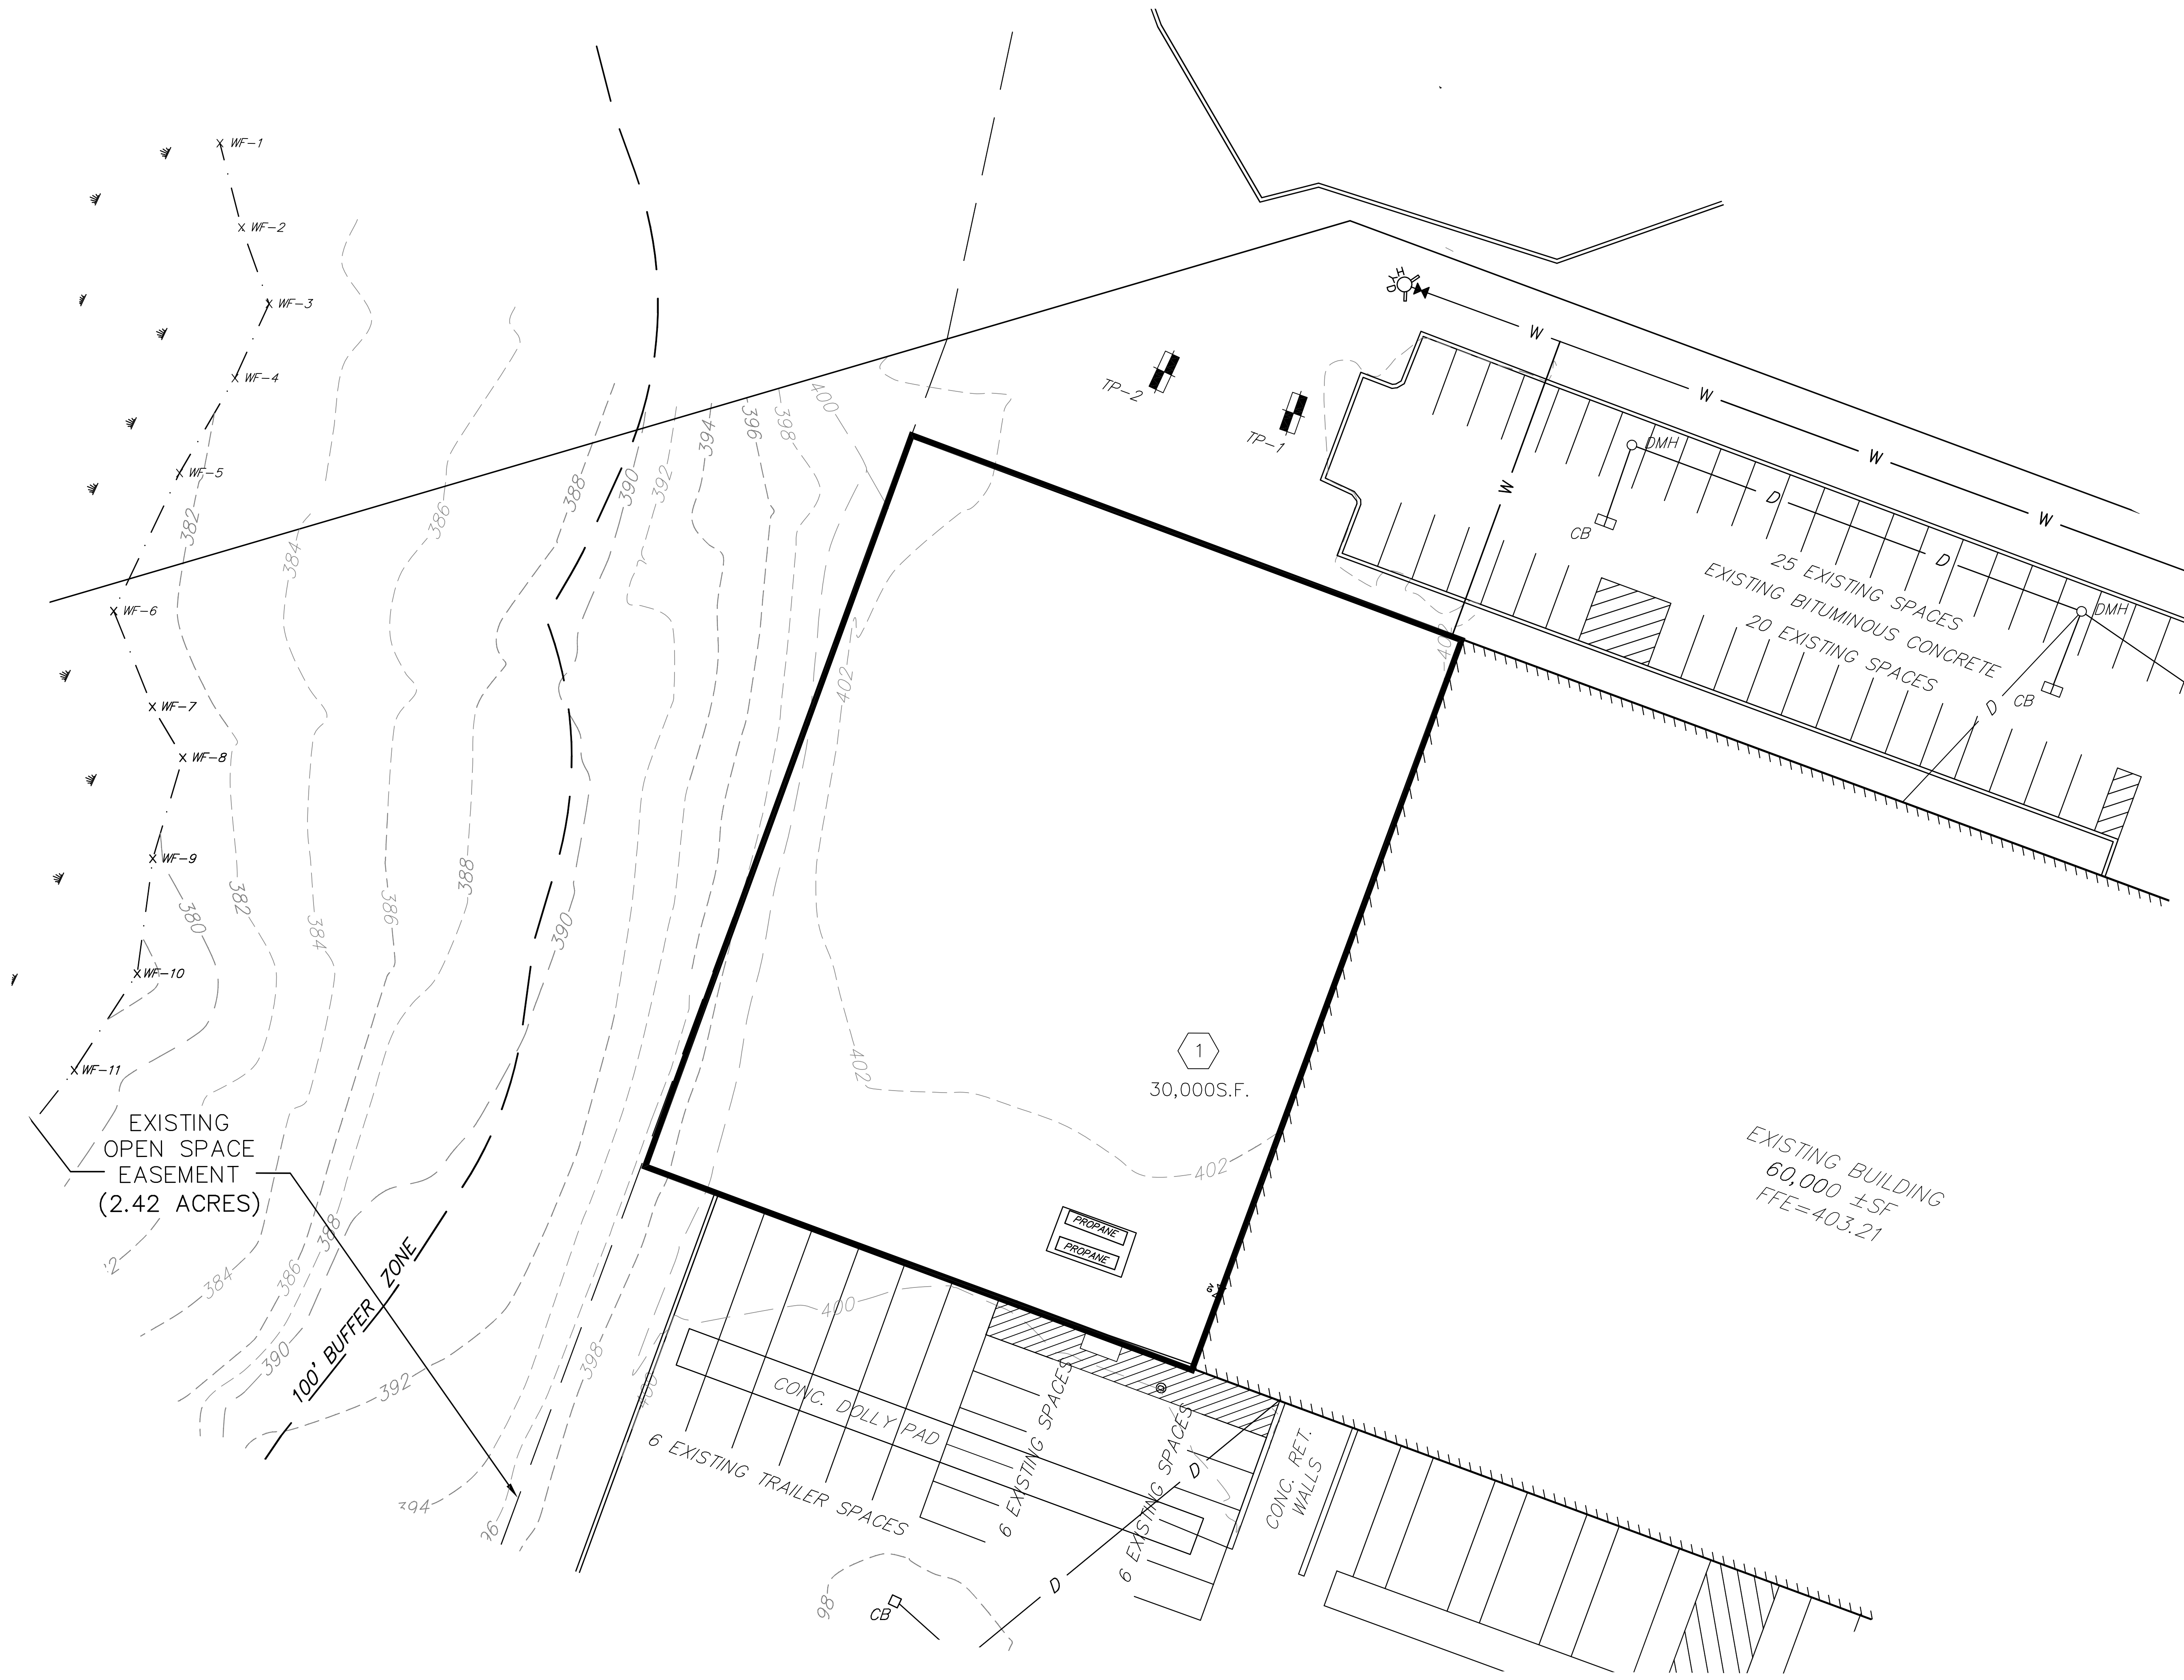 WF-1
WF-2
WF-3
WF-4
WF-5
WF-6
WF-7
WF-8
WF-9
WF-10
WF-11
HYD
W
W
W
W
W
TP-2
TP-1
DMH
D
D
DMH
CB
CB
D
25 EXISTING SPACES
EXISTING BITUMINOUS CONCRETE
20 EXISTING SPACES
400
398
396
394
392
390
388
386
384
382
402
402
380
382
384
386
388
390
402
402
402
1
30,000S.F.
EXISTING
OPEN SPACE
EASEMENT
(2.42 ACRES)
EXISTING BUILDING
60,000 ±SF
FFE=403.21
PROPANE
PROPANE
GV
384
386
388
390
392
394
398
400
400
100' BUFFER ZONE
CONC. DOLLY PAD
6 EXISTING TRAILER SPACES
6 EXISTING SPACES
6 EXISTING SPACES
CONC. RET.
WALLS
D
D
98
CB